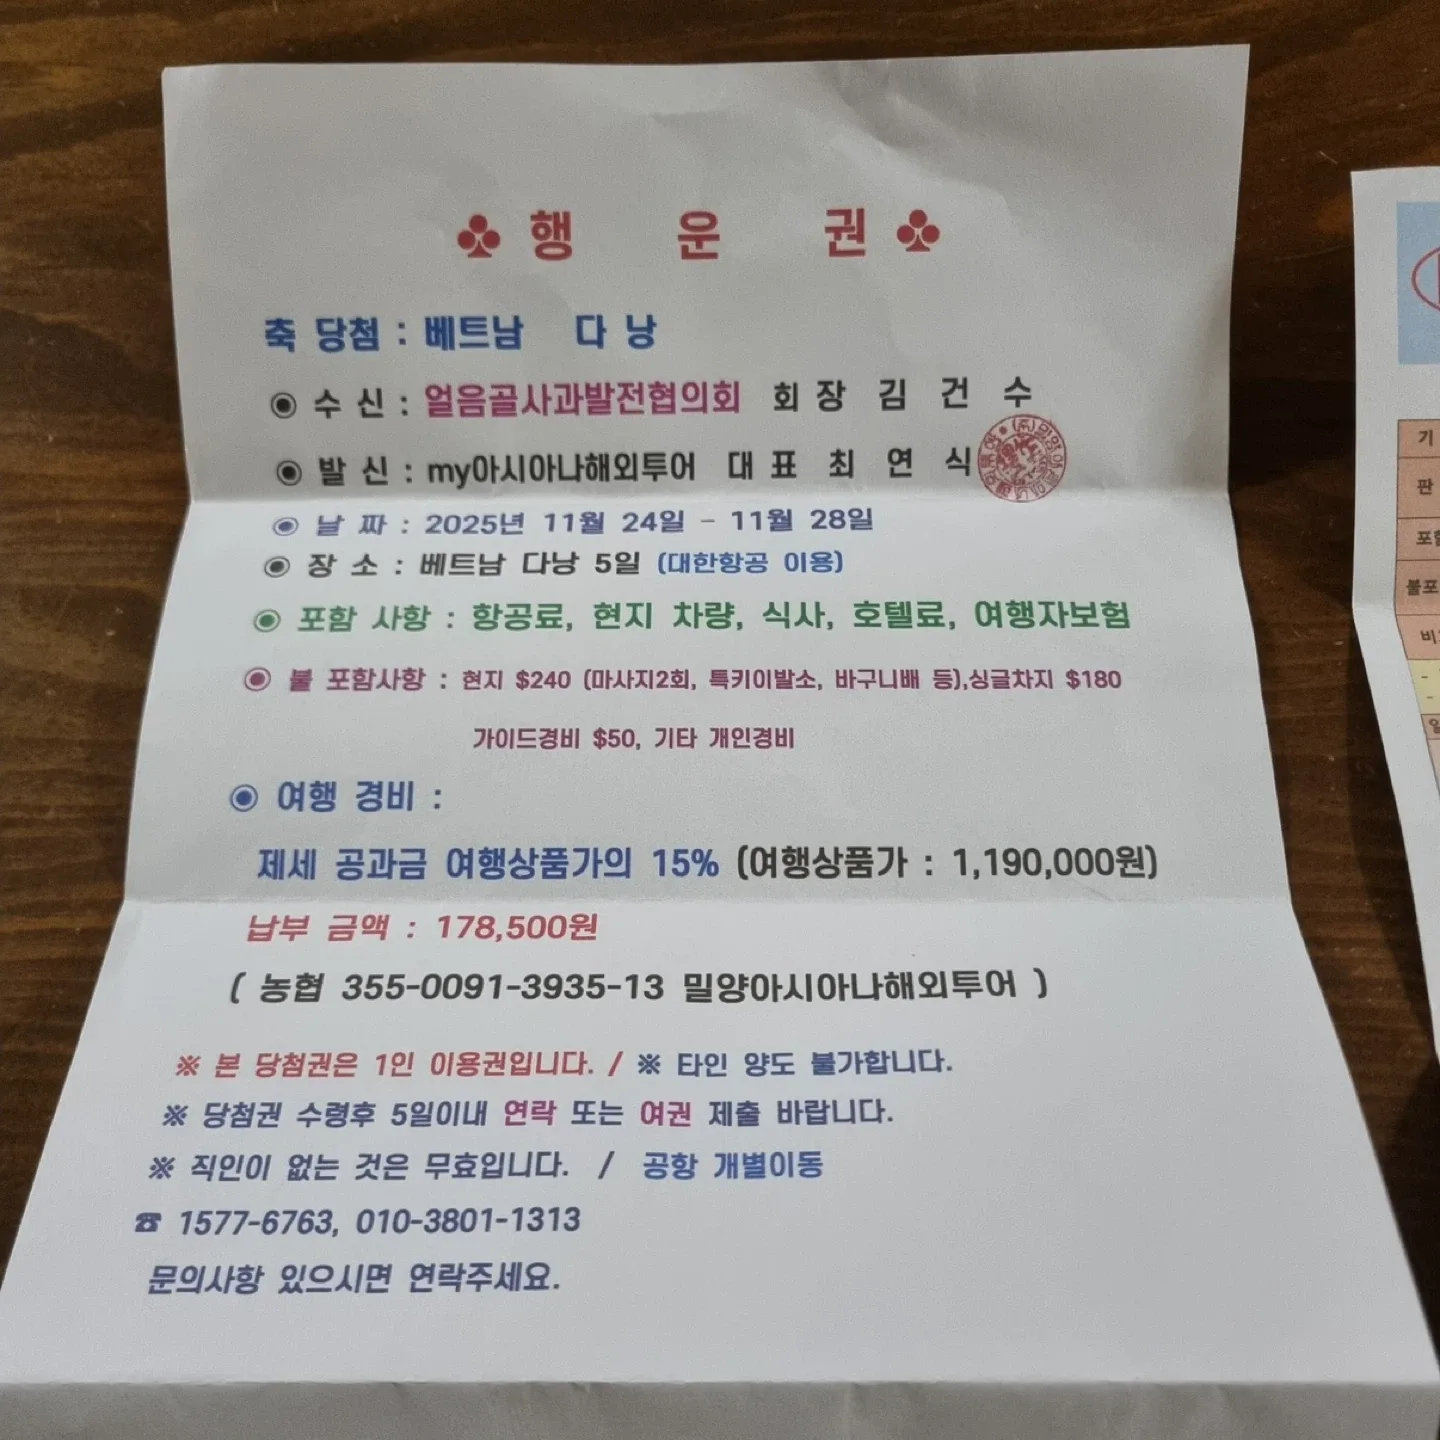 ♣ 행 운 권 ♣
축 당첨 : 베트남 다 낭
◉ 수 신 : 얼음골사과발전협의회 회 장 김 건 수
◉ 발 신 : my아시아나해외투어 대 표 최 연 식
◉ 날 짜 : 2025년 11월 24일 - 11월 28일
◉ 장 소 : 베트남 다낭 5일 (대한항공 이용)
◉ 포함 사항 : 항공료, 현지 차량, 식사, 호텔료, 여행자보험
◉ 불 포함사항 : 현지 $240 (마사지2회, 특키이발소, 바구니배 등),싱글차지 $180
가이드경비 $50, 기타 개인경비
◉ 여행 경비 :
제세 공과금 여행상품가의 15% (여행상품가 : 1,190,000원)
납부 금액 : 178,500원
( 농협 355-0091-3935-13 밀양아시아나해외투어 )
※ 본 당첨권은 1인 이용권입니다. / ※ 타인 양도 불가합니다.
※ 당첨권 수령후 5일이내 연락 또는 여권 제출 바랍니다.
※ 직인이 없는 것은 무효입니다. / 공항 개별이동
☎ 1577-6763, 010-3801-1313
문의사항 있으시면 연락주세요.
기
판
포함
불포
비